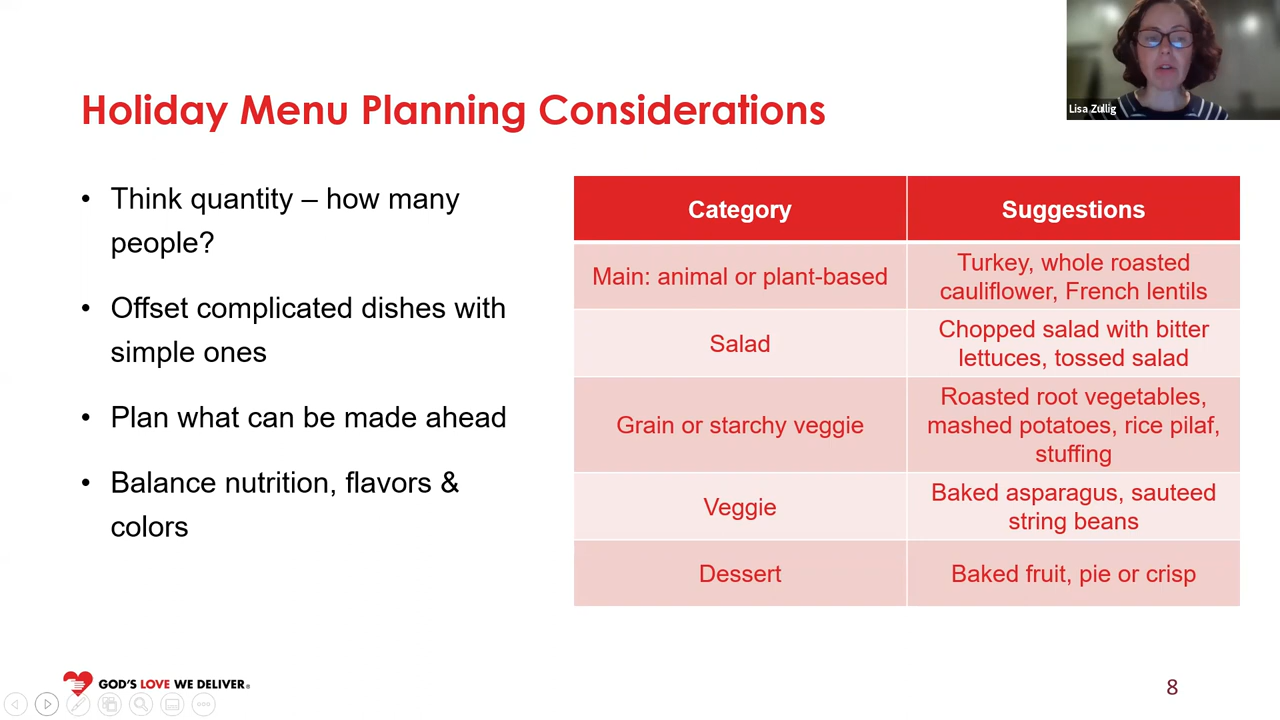 Lisa Zullig
Holiday Menu Planning Considerations
• Think quantity – how many
people?
• Offset complicated dishes with
simple ones
• Plan what can be made ahead
• Balance nutrition, flavors &
colors
Category
Suggestions
Main: animal or plant-based
Turkey, whole roasted
cauliflower, French lentils
Salad
Chopped salad with bitter
lettuces, tossed salad
Grain or starchy veggie
Roasted root vegetables,
mashed potatoes, rice pilaf,
stuffing
Veggie
Baked asparagus, sauteed
string beans
Dessert
Baked fruit, pie or crisp
GOD'S LOVE WE DELIVER®
8